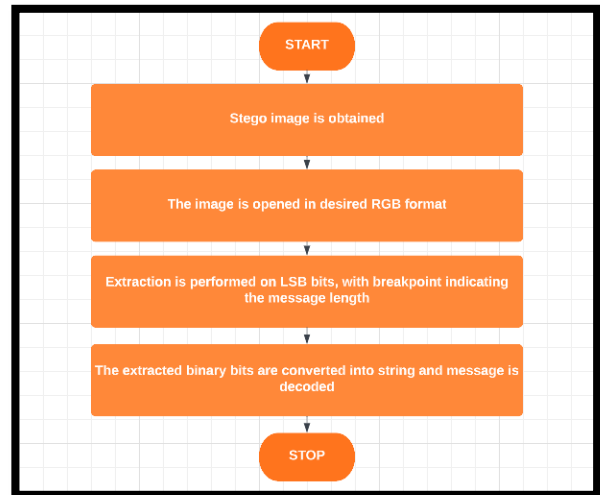 START
Stego image is obtained
The image is opened in desired RGB format
Extraction is performed on LSB bits, with breakpoint indicating
the message length
The extracted binary bits are converted into string and message is
decoded
STOP